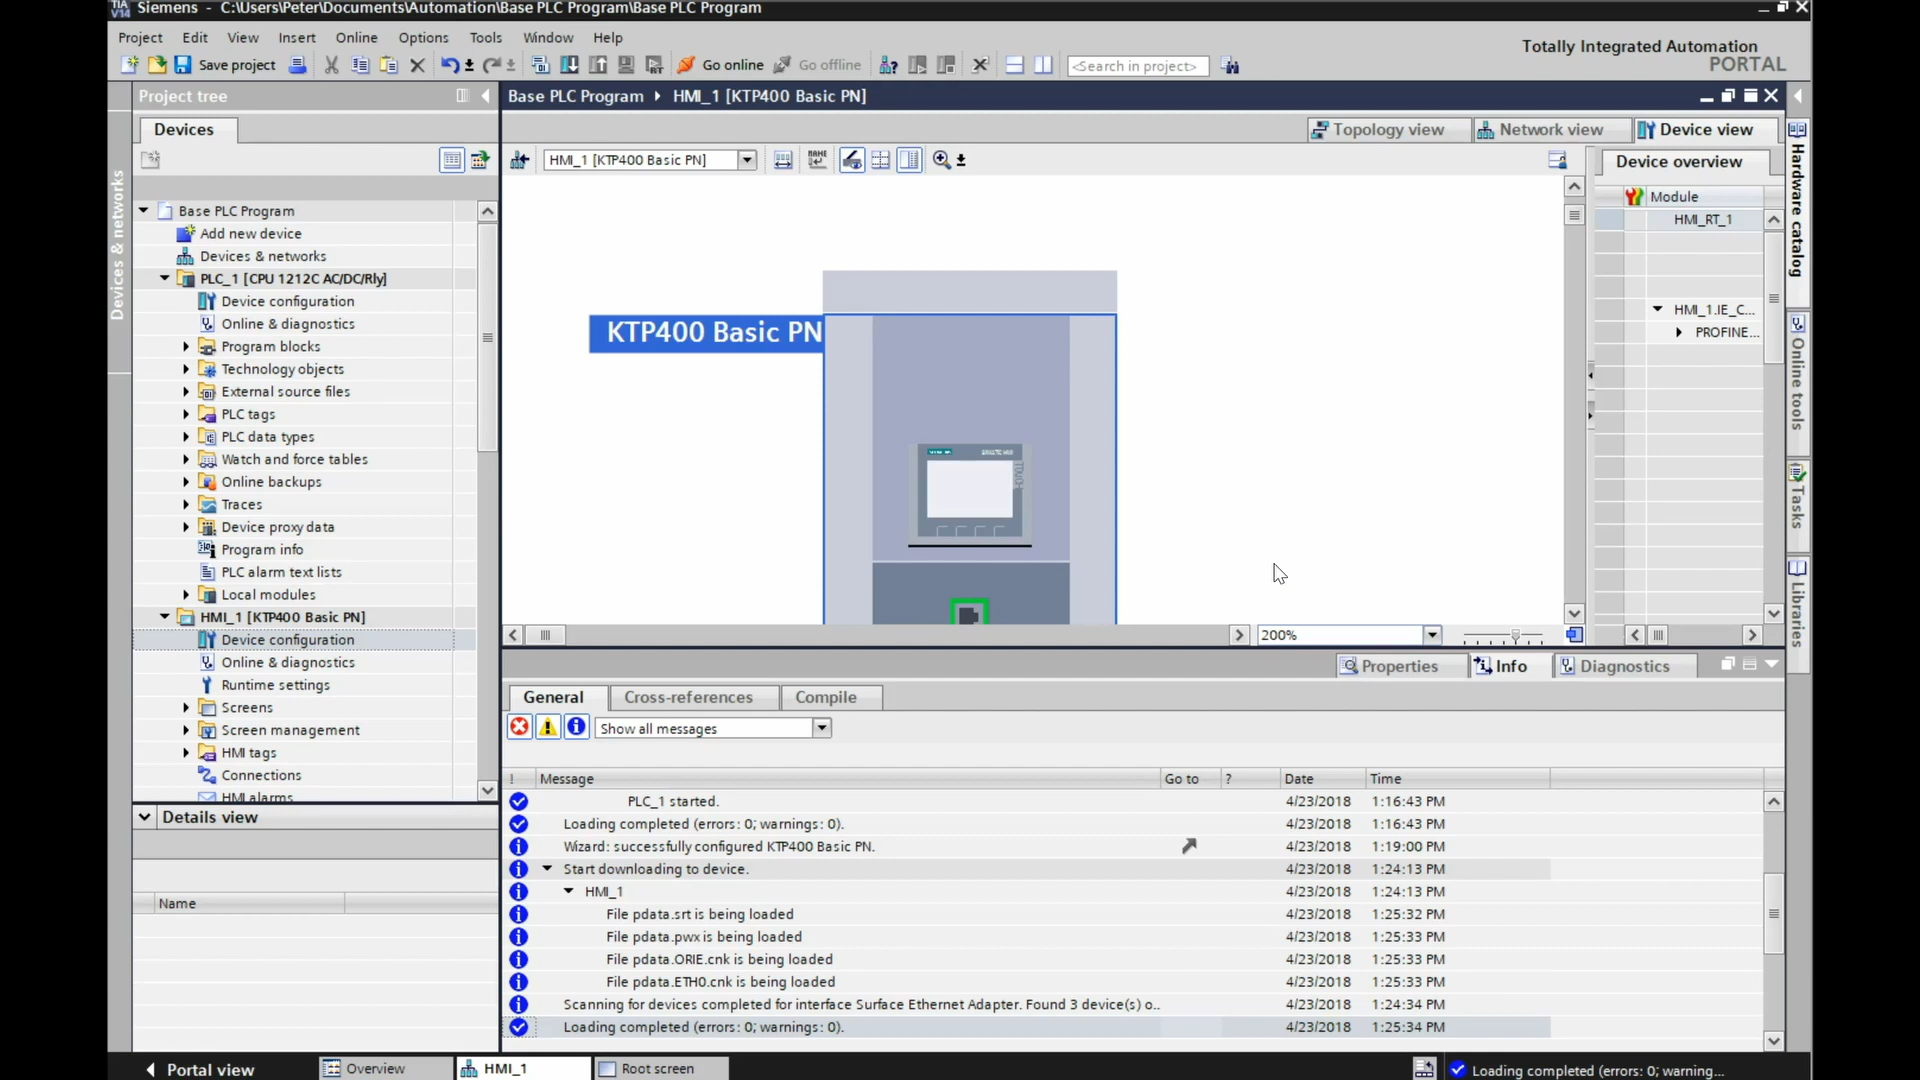 TIA V14 Siemens - C:\Users\Peter\Documents\Automation\Base PLC Program\Base PLC Program
Project Edit View Insert Online Options Tools Window Help
Totally Integrated Automation
PORTAL
Save project Go online Go offline <Search in project>
Project tree
Base PLC Program HMI_1 [KTP400 Basic PN]
Devices
Topology view Network view Device view
HMI_1 [KTP400 Basic PN]
NAME
Device overview
Module
HMI_RT_1
HMI_1.IE_C...
PROFINE...
Devices & networks
Base PLC Program
Add new device
Devices & networks
PLC_1 [CPU 1212C AC/DC/Rly]
Device configuration
Online & diagnostics
Program blocks
Technology objects
External source files
PLC tags
PLC data types
Watch and force tables
Online backups
Traces
Device proxy data
Program info
PLC alarm text lists
Local modules
HMI_1 [KTP400 Basic PN]
Device configuration
Online & diagnostics
Runtime settings
Screens
Screen management
HMI tags
Connections
HMI alarms
KTP400 Basic PN
TOUCH
200%
Hardware catalog
Online tools
Tasks
Libraries
Details view
Name
Properties Info Diagnostics
General Cross-references Compile
Show all messages
! Message Go to ? Date Time
PLC_1 started. 4/23/2018 1:16:43 PM
Loading completed (errors: 0; warnings: 0). 4/23/2018 1:16:43 PM
Wizard: successfully configured KTP400 Basic PN. 4/23/2018 1:19:00 PM
Start downloading to device. 4/23/2018 1:24:13 PM
HMI_1 4/23/2018 1:24:13 PM
File pdata.srt is being loaded 4/23/2018 1:25:32 PM
File pdata.pwx is being loaded 4/23/2018 1:25:33 PM
File pdata.ORIE.cnk is being loaded 4/23/2018 1:25:33 PM
File pdata.ETH0.cnk is being loaded 4/23/2018 1:25:33 PM
Scanning for devices completed for interface Surface Ethernet Adapter. Found 3 device(s) o.. 4/23/2018 1:24:34 PM
Loading completed (errors: 0; warnings: 0). 4/23/2018 1:25:34 PM
Portal view Overview HMI_1 Root screen Loading completed (errors: 0; warning...